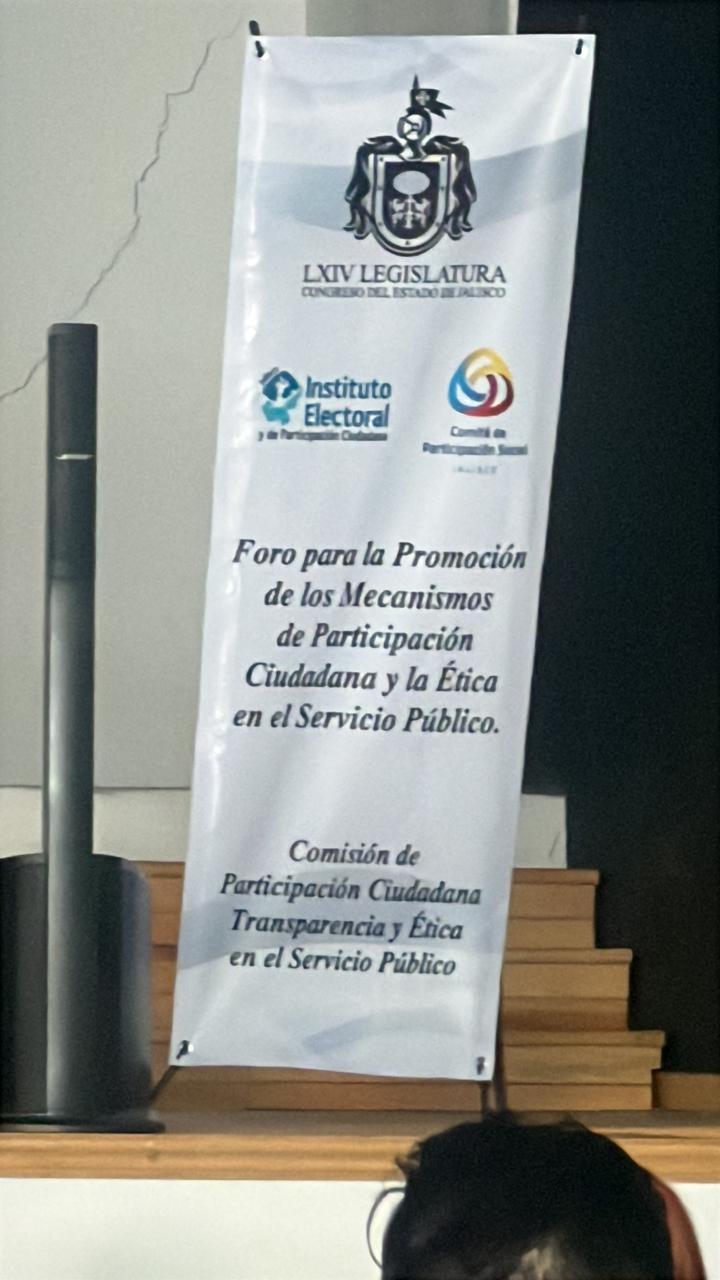 LXIV LEGISLATURA
CONGRESO DEL ESTADO DE JALISCO
Instituto
Electoral
y de Participación Ciudadana
Comité de
Participación Social
Foro para la Promoción
de los Mecanismos
de Participación
Ciudadana y la Ética
en el Servicio Público.
Comisión de
Participación Ciudadana
Transparencia y Ética
en el Servicio Público